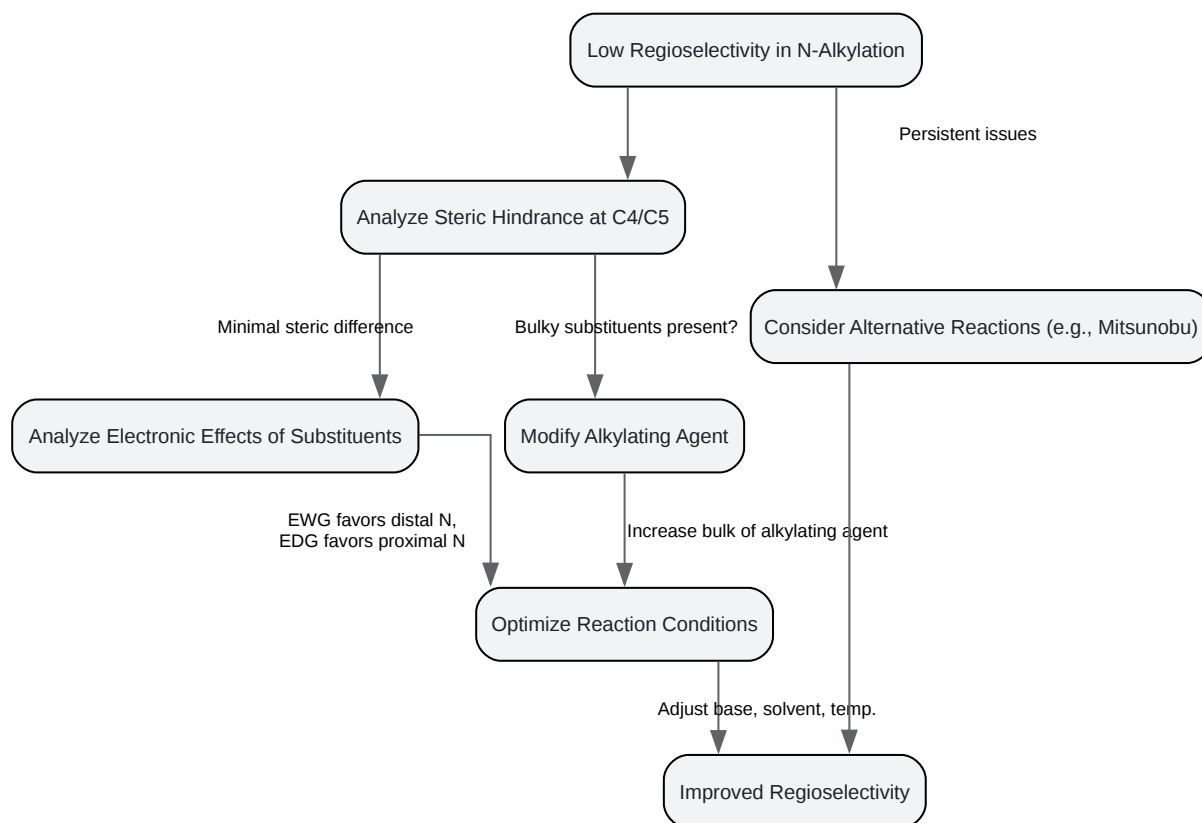 Low Regioselectivity in N-Alkylation
Persistent issues
Analyze Steric Hindrance at C4/C5
Minimal steric difference
Bulky substituents present?
Consider Alternative Reactions (e.g., Mitsunobu)
Analyze Electronic Effects of Substituents
Modify Alkylating Agent
EWG favors distal N,
EDG favors proximal N
Increase bulk of alkylating agent
Optimize Reaction Conditions
Adjust base, solvent, temp.
Improved Regioselectivity